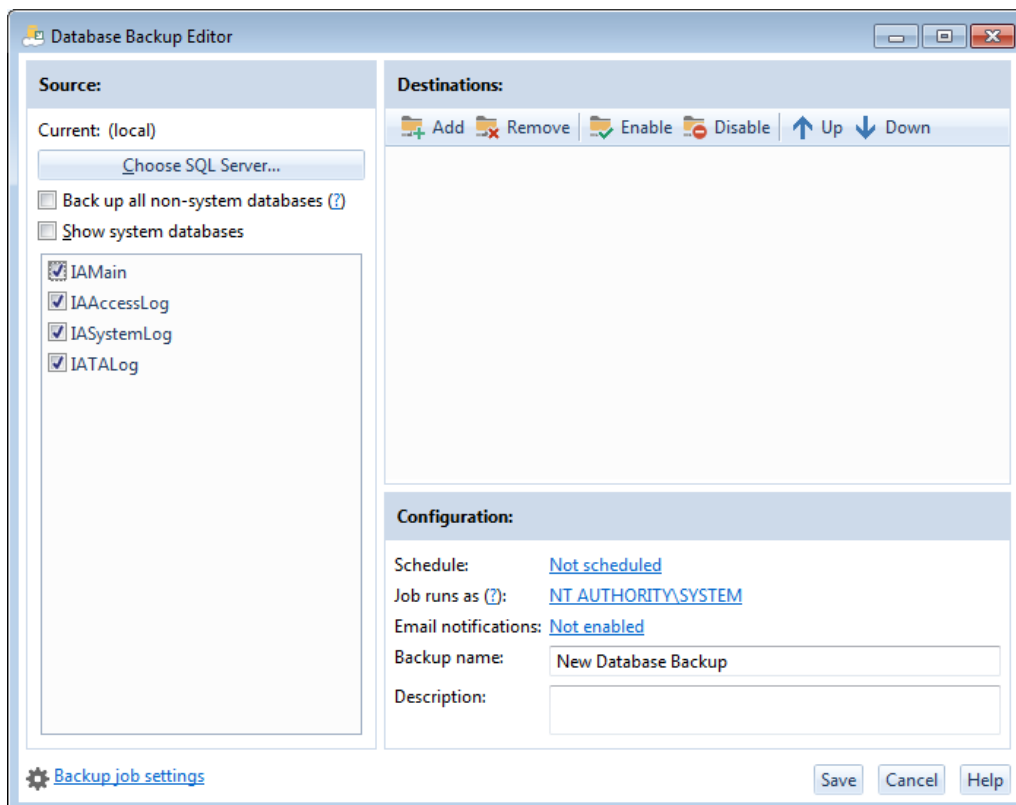 Database Backup Editor
Source:
Current: (local)
Choose SQL Server...
Back up all non-system databases (?)
Show system databases
IAMain
IAAccessLog
IASystemLog
IATALog
Destinations:
Add Remove Enable Disable Up Down
Configuration:
Schedule: Not scheduled
Job runs as (?): NT AUTHORITY\SYSTEM
Email notifications: Not enabled
Backup name: New Database Backup
Description:
Backup job settings
Save Cancel Help